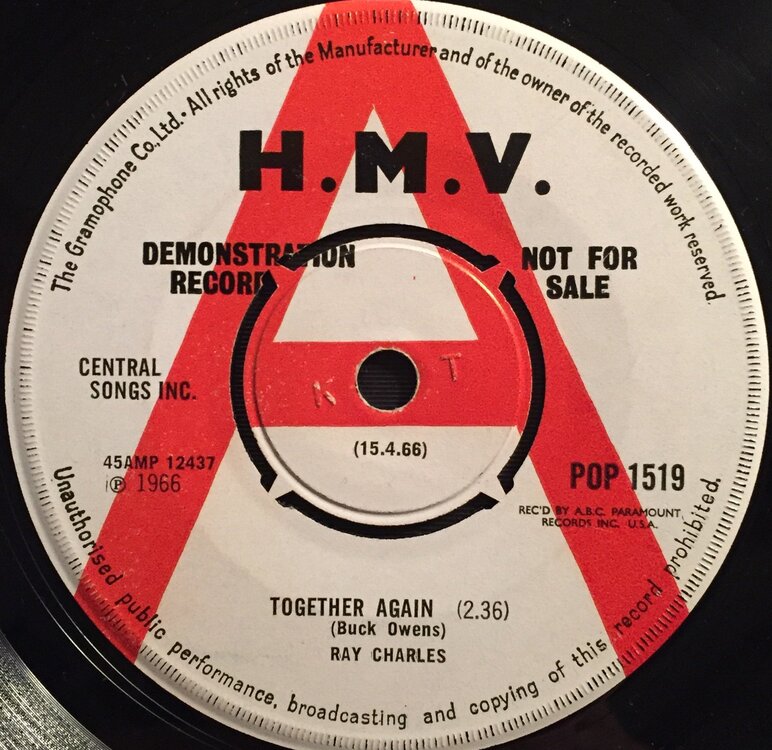 The Gramophone Co., Ltd. · All rights of the Manufacturer and of the owner of the recorded work reserved.
H.M.V.
DEMONSTRATION
RECORD
NOT FOR
SALE
CENTRAL
SONGS INC.
K T
(15.4.66)
45AMP 12437
℗ 1966
POP 1519
REC'D BY A.B.C. PARAMOUNT
RECORDS INC. U.S.A.
TOGETHER AGAIN (2.36)
(Buck Owens)
RAY CHARLES
Unauthorised public performance, broadcasting and copying of this record prohibited.